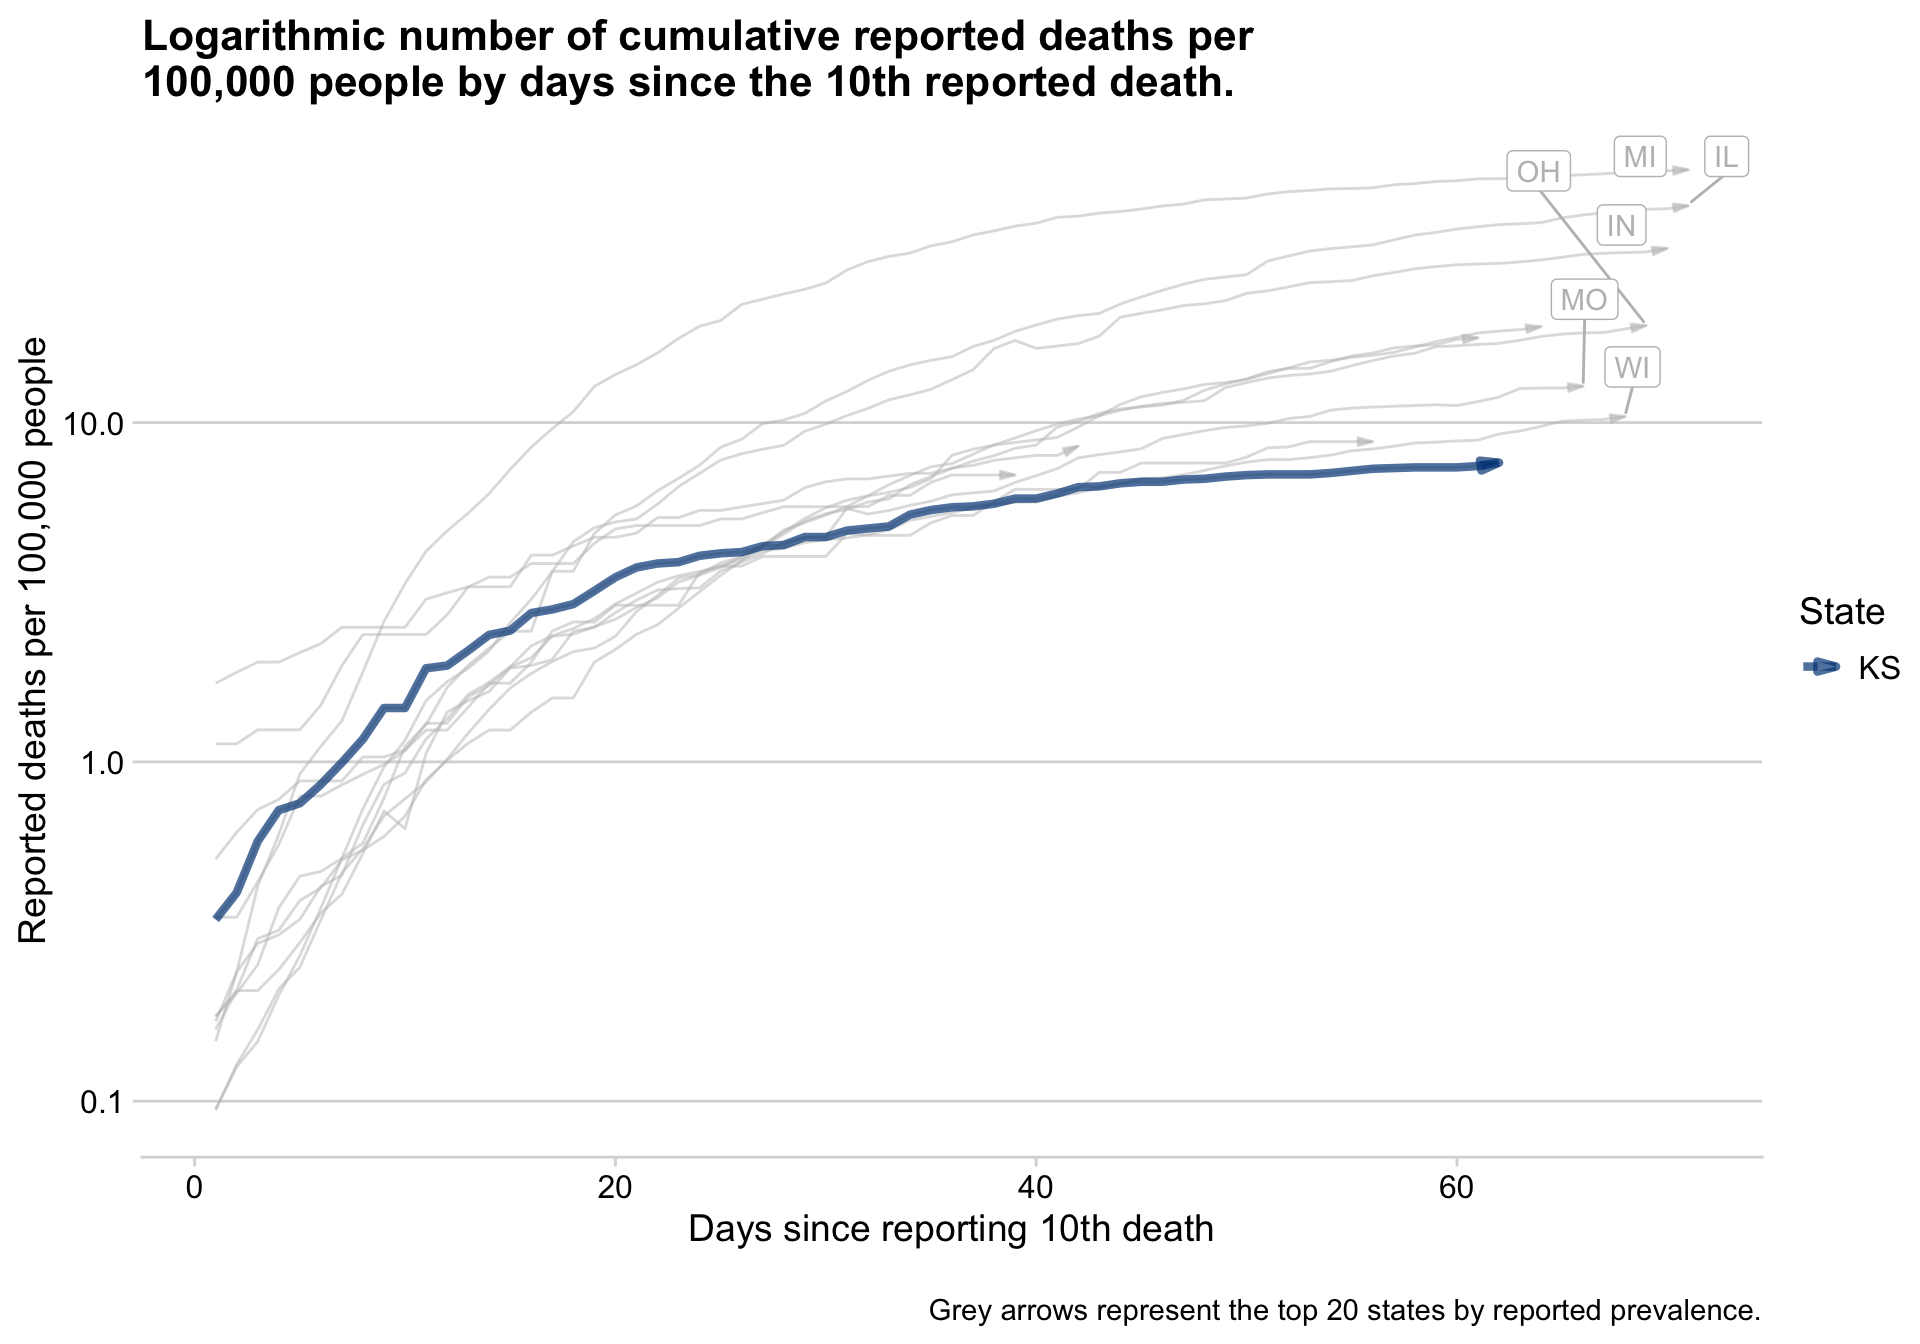 Logarithmic number of cumulative reported deaths per
100,000 people by days since the 10th reported death.
OH
MI
IL
IN
MO
WI
Reported deaths per 100,000 people
10.0
1.0
0.1
State
KS
0
20
40
60
Days since reporting 10th death
Grey arrows represent the top 20 states by reported prevalence.